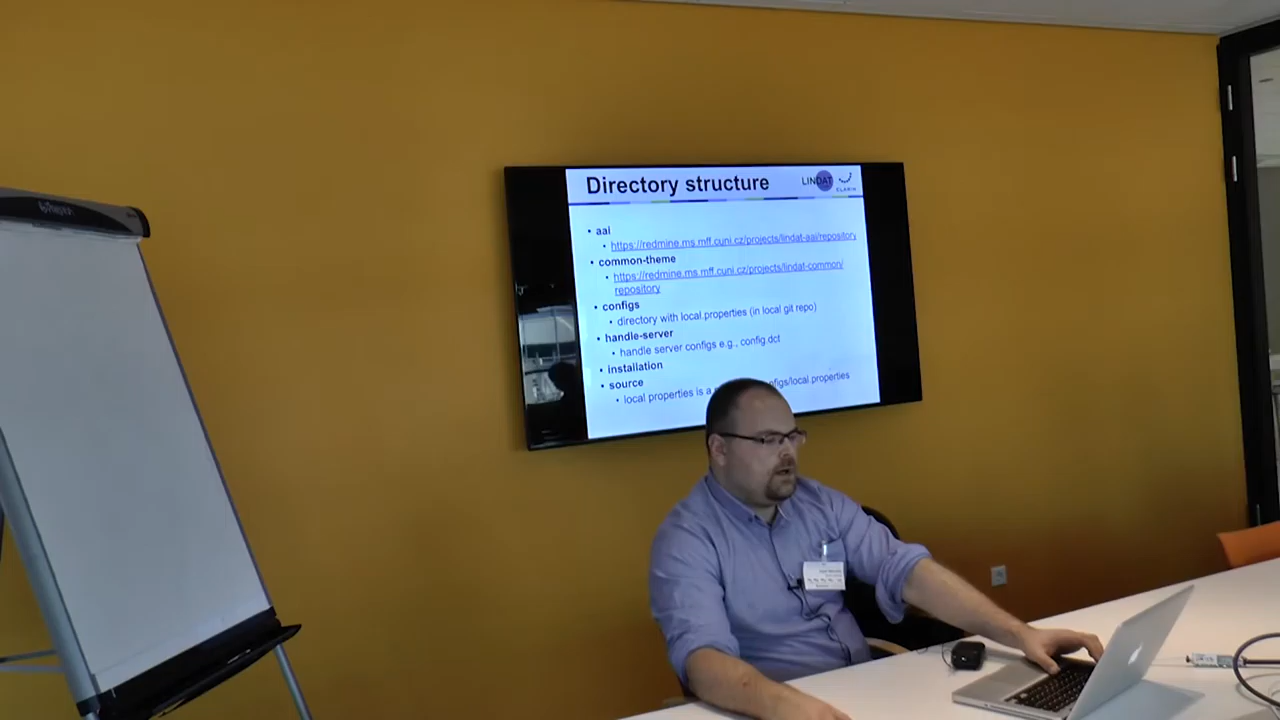 Directory structure
LINDAT
CLARIN
• aai
• https://redmine.ms.mff.cuni.cz/projects/lindat-aai/repository
• common-theme
• https://redmine.ms.mff.cuni.cz/projects/lindat-common/
repository
• configs
• directory with local.properties (in local git repo)
• handle-server
• handle server configs e.g., config.dct
• installation
• source
• local properties is a
configs/local.properties